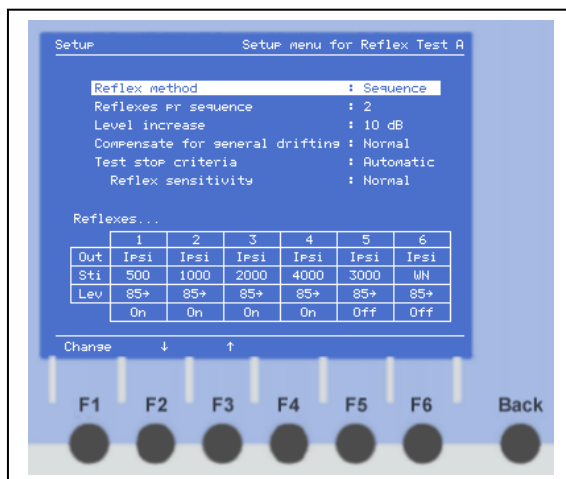 Setup Setup menu for Reflex Test A
Reflex method : Sequence
Reflexes pr sequence : 2
Level increase : 10 dB
Compensate for general drifting : Normal
Test stop criteria : Automatic
Reflex sensitivity : Normal
Reflexes...
1 2 3 4 5 6
Out Ipsi Ipsi Ipsi Ipsi Ipsi Ipsi
Sti 500 1000 2000 4000 3000 WN
Lev 85→ 85→ 85→ 85→ 85→ 85→
On On On On Off Off
Change ↓ ↑
F1 F2 F3 F4 F5 F6 Back